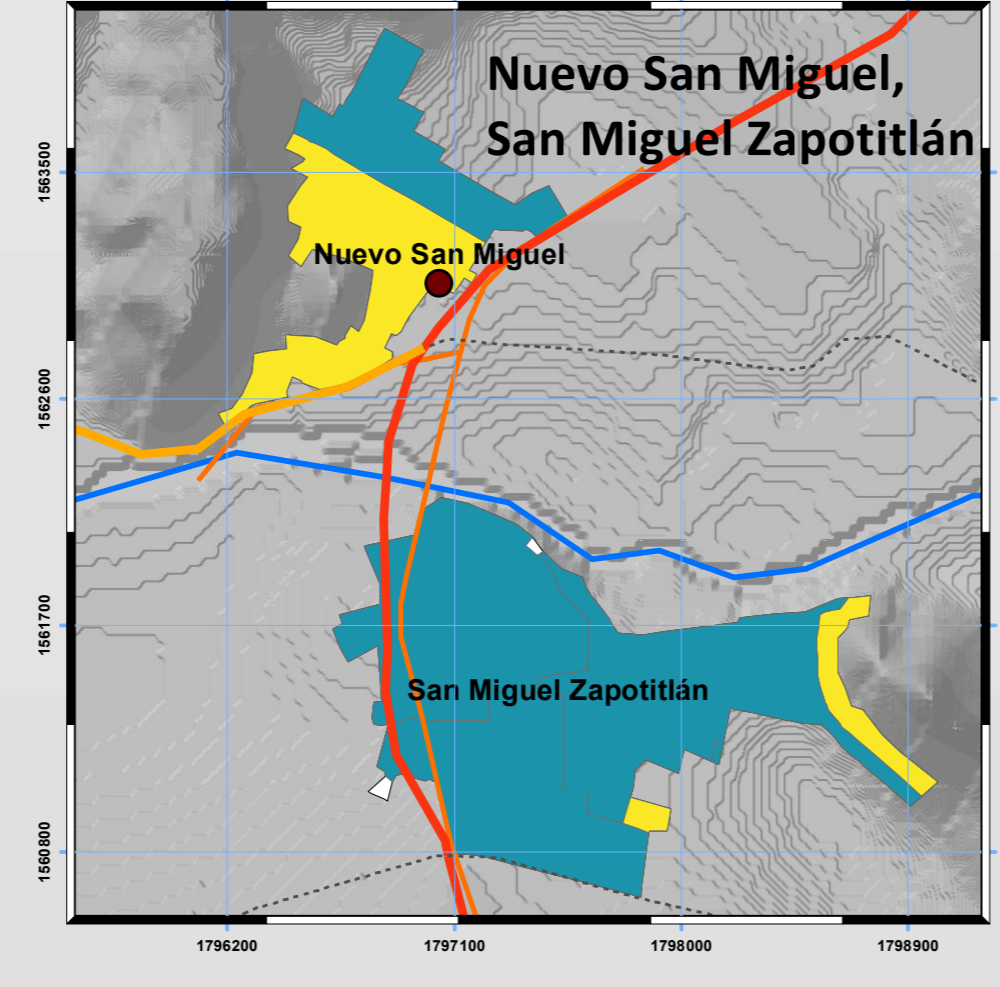 Nuevo San Miguel,
San Miguel Zapotitlán
1563500
Nuevo San Miguel
1562600
1561700
San Miguel Zapotitlán
1560800
1796200
1797100
1798000
1798900